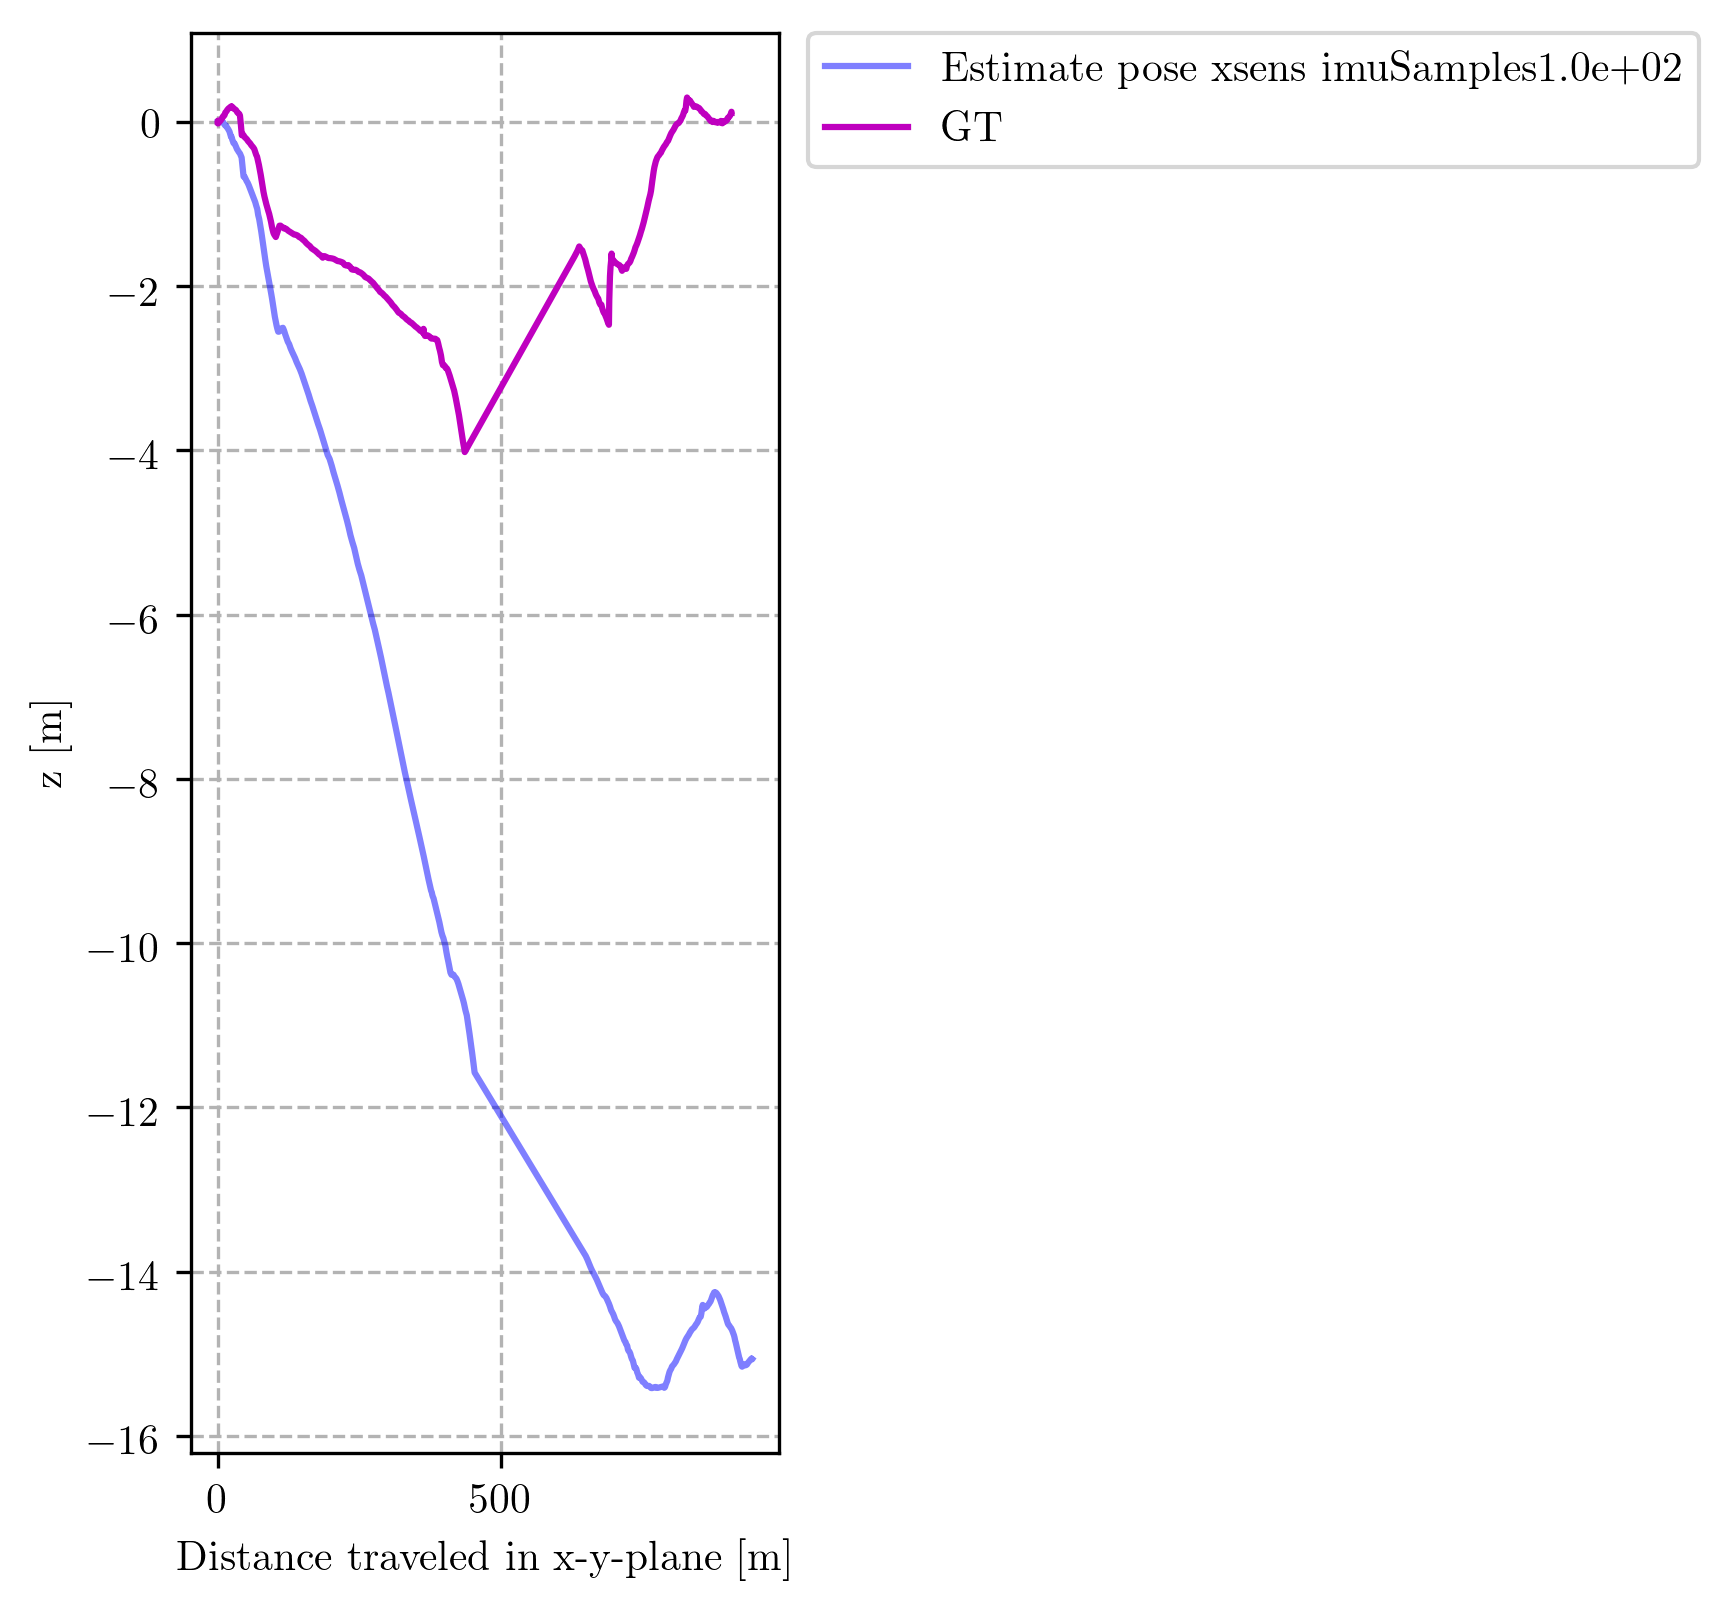 Estimate pose xsens imuSamples1.0e+02
GT
0
−2
−4
−6
−8
−10
−12
−14
−16
z [m]
0 500
Distance traveled in x-y-plane [m]